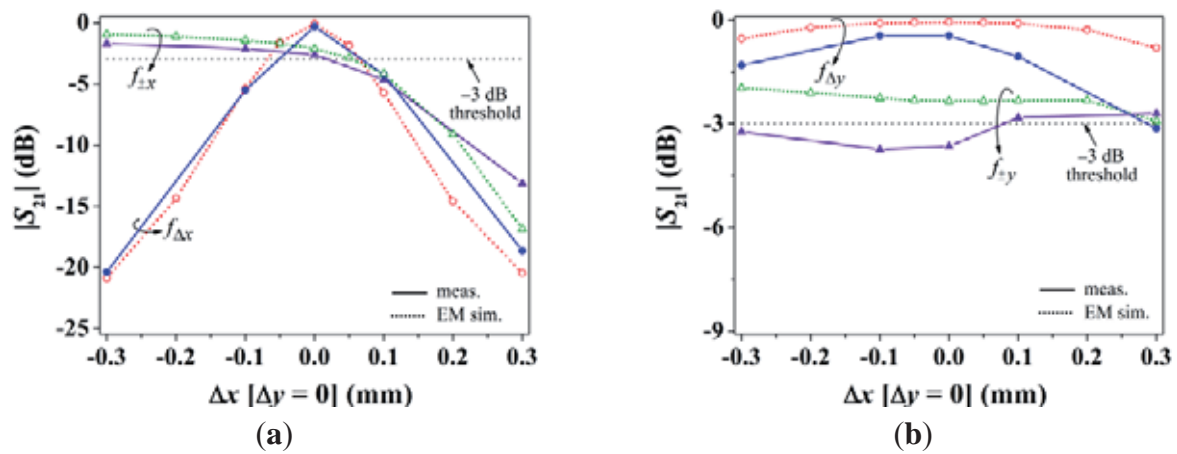 0
-5
-10
-15
-20
-25
|S21| (dB)
f±x
-3 dB
threshold
fΔx
meas.
EM sim.
-0.3 -0.2 -0.1 0.0 0.1 0.2 0.3
Δx [Δy = 0] (mm)
(a)
0
-3
-6
-9
|S21| (dB)
fΔy
-3 dB
threshold
f±y
meas.
EM sim.
-0.3 -0.2 -0.1 0.0 0.1 0.2 0.3
Δx [Δy = 0] (mm)
(b)